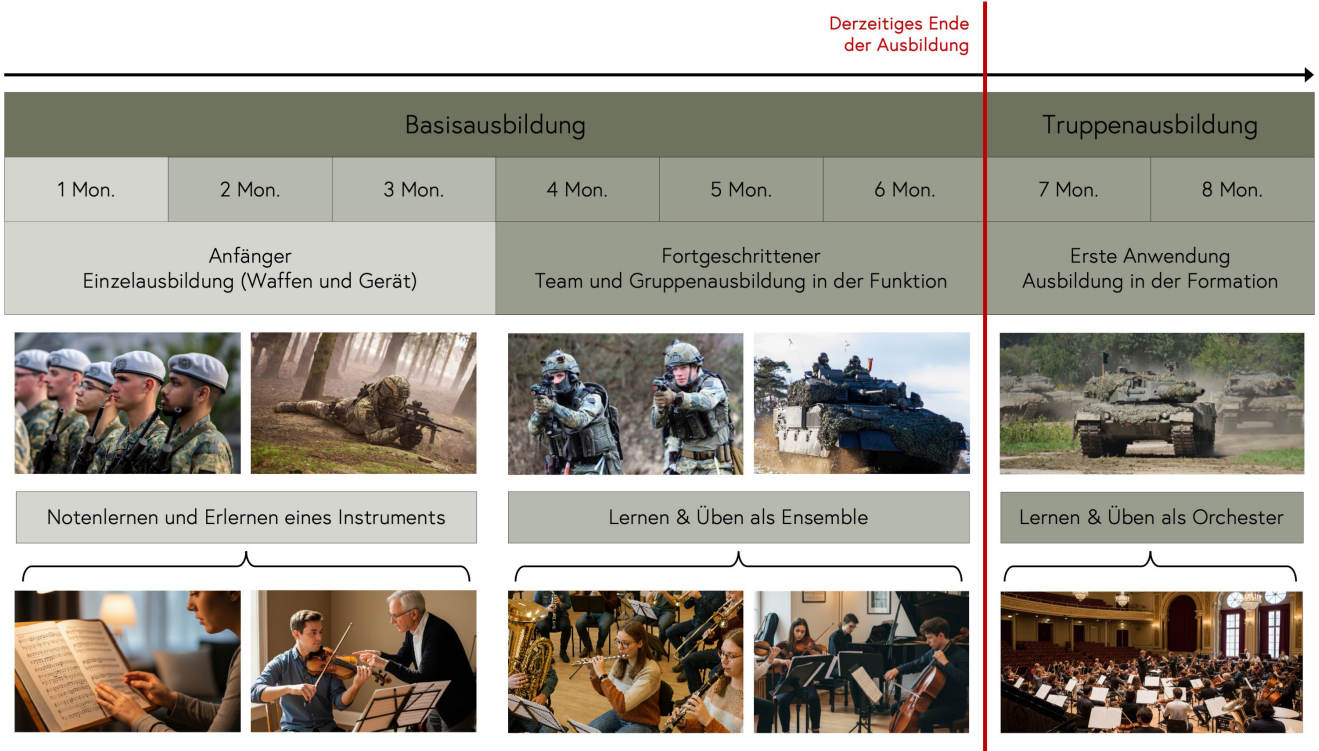 Derzeitiges Ende
der Ausbildung
Basisausbildung
Truppenausbildung
1 Mon.
2 Mon.
3 Mon.
4 Mon.
5 Mon.
6 Mon.
7 Mon.
8 Mon.
Anfänger
Einzelausbildung (Waffen und Gerät)
Fortgeschrittener
Team und Gruppenausbildung in der Funktion
Erste Anwendung
Ausbildung in der Formation
Notenlernen und Erlernen eines Instruments
Lernen & Üben als Ensemble
Lernen & Üben als Orchester